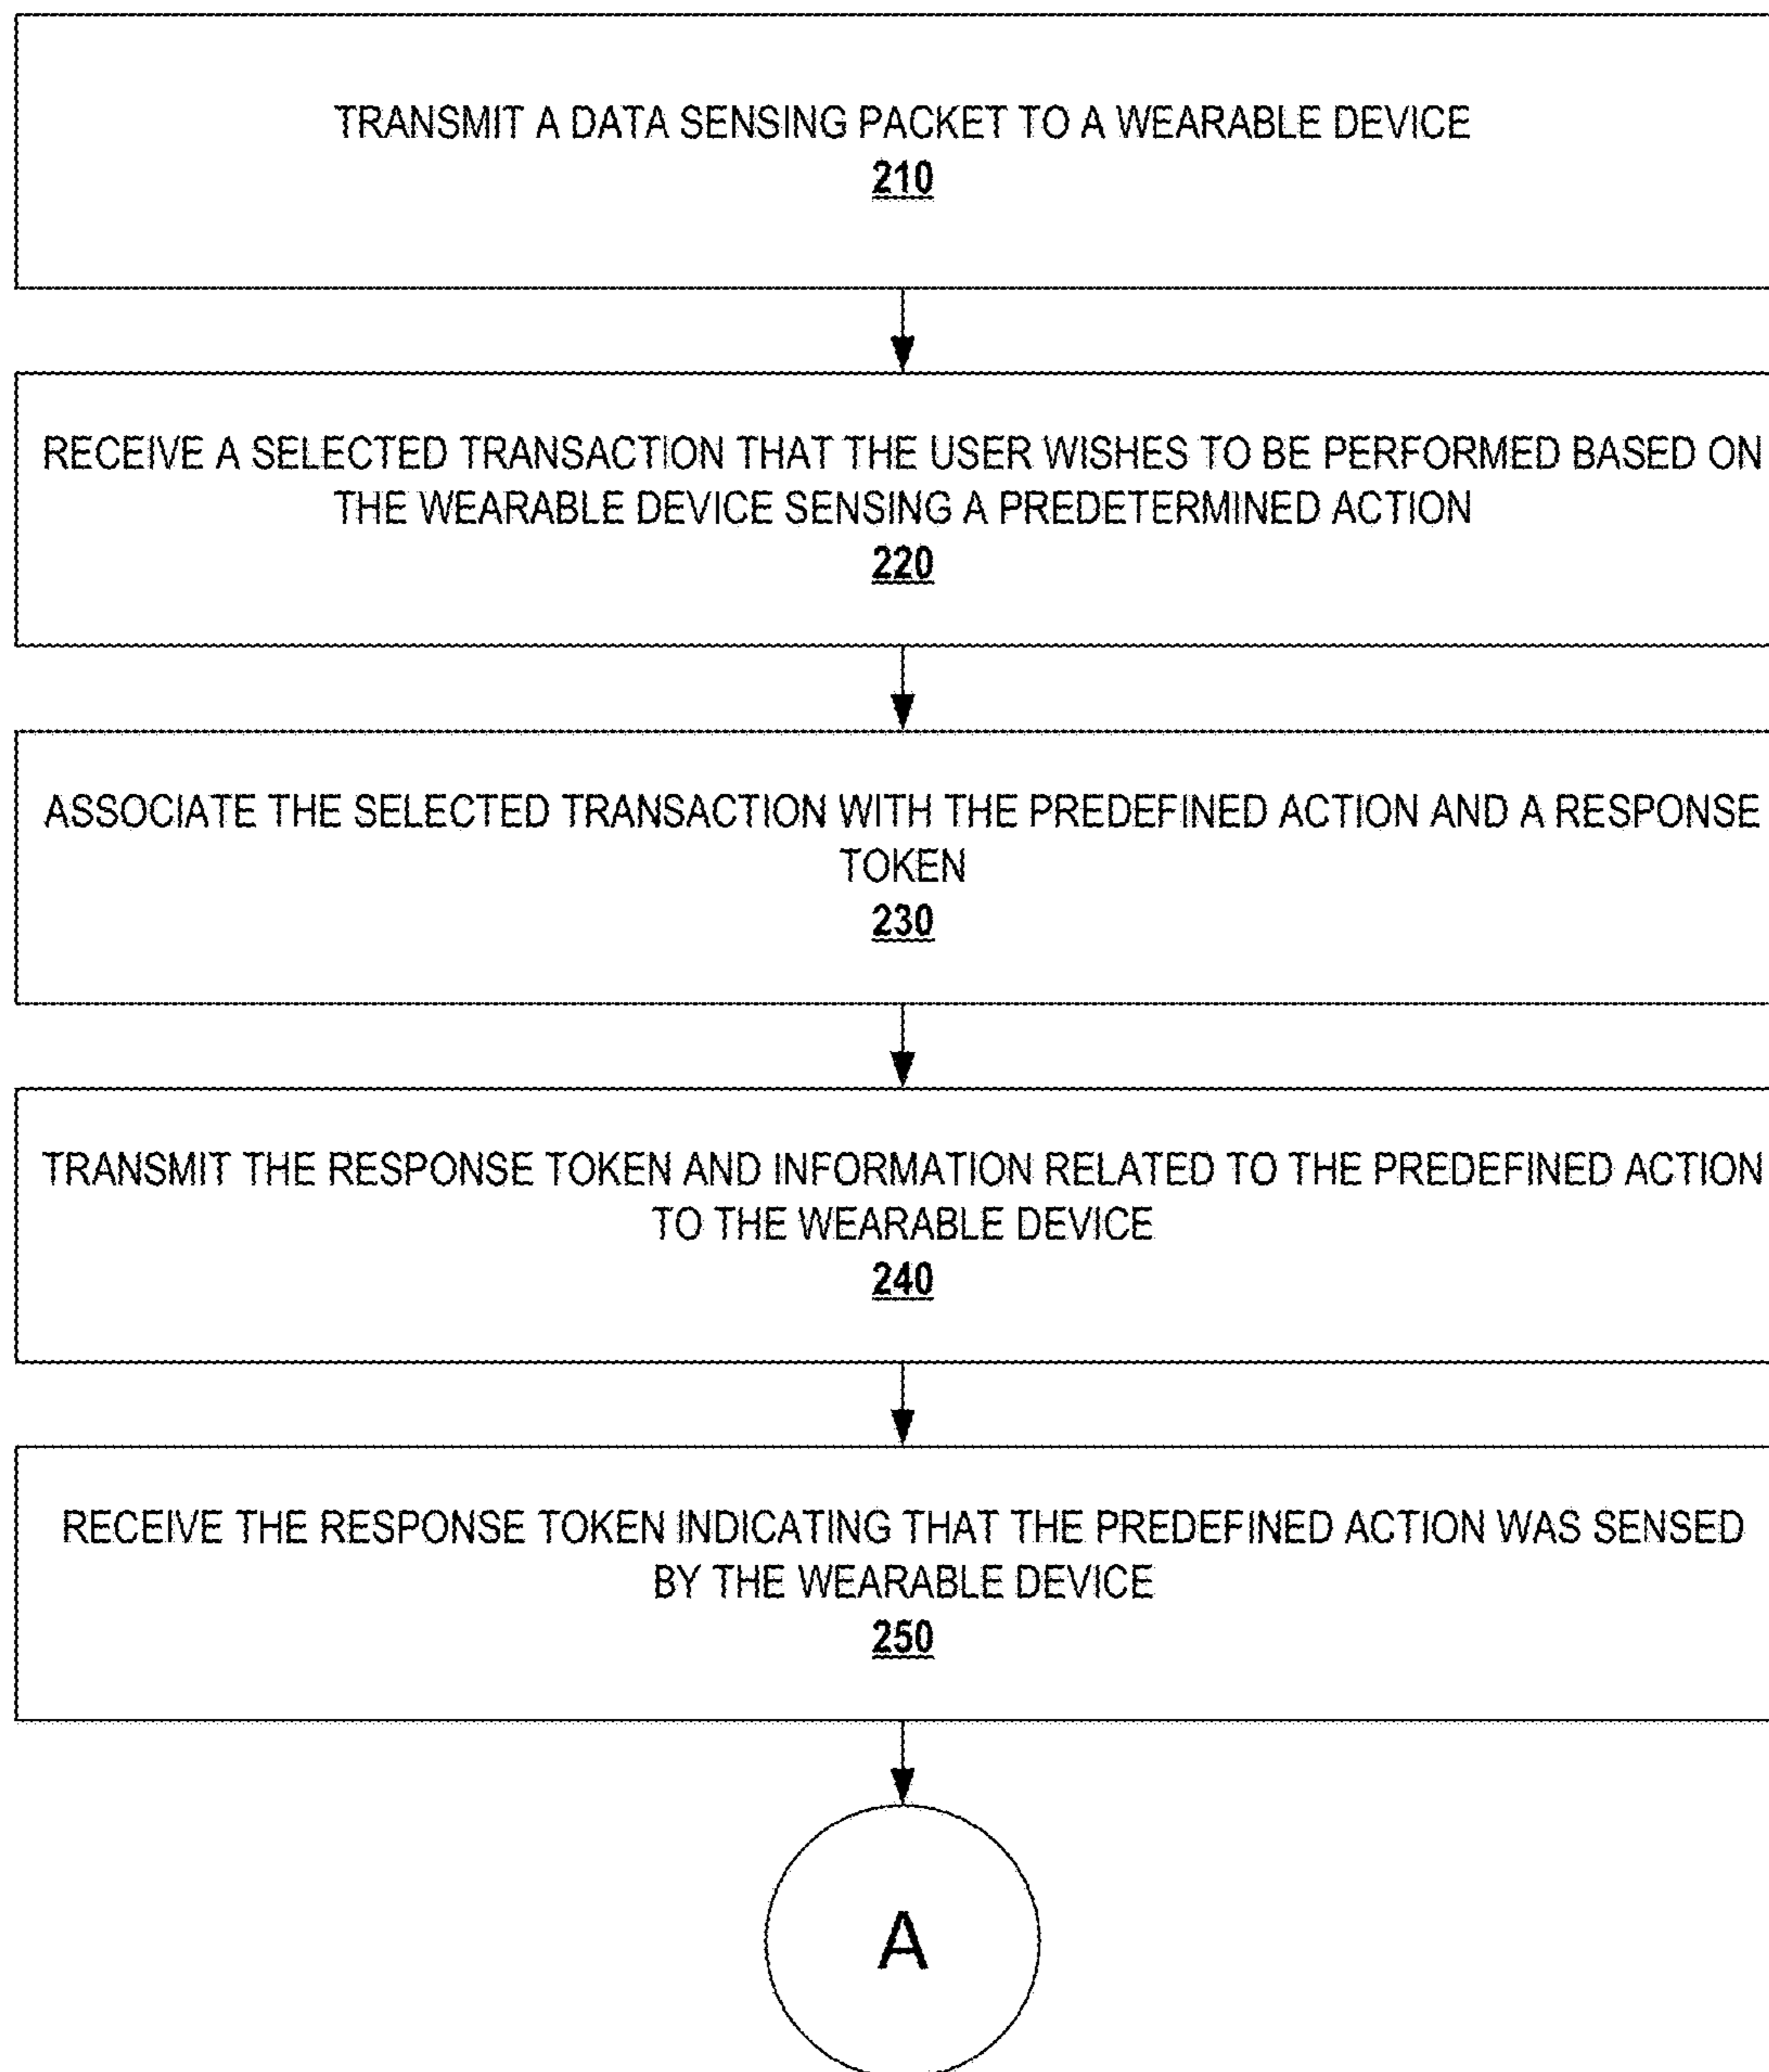 TRANSMIT A DATA SENSING PACKET TO A WEARABLE DEVICE
210
RECEIVE A SELECTED TRANSACTION THAT THE USER WISHES TO BE PERFORMED BASED ON
THE WEARABLE DEVICE SENSING A PREDETERMINED ACTION
220
ASSOCIATE THE SELECTED TRANSACTION WITH THE PREDEFINED ACTION AND A RESPONSE
TOKEN
230
TRANSMIT THE RESPONSE TOKEN AND INFORMATION RELATED TO THE PREDEFINED ACTION
TO THE WEARABLE DEVICE
240
RECEIVE THE RESPONSE TOKEN INDICATING THAT THE PREDEFINED ACTION WAS SENSED
BY THE WEARABLE DEVICE
250
A